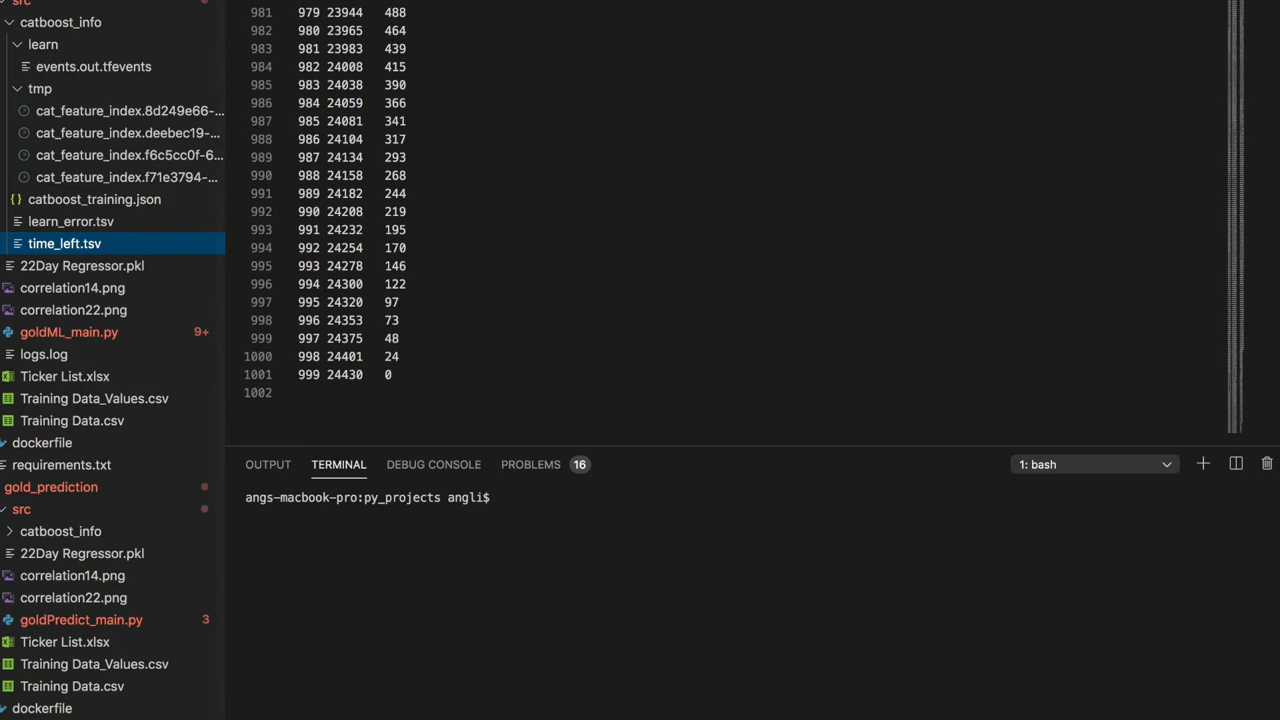 src
catboost_info
learn
events.out.tfevents
tmp
cat_feature_index.8d249e66-...
cat_feature_index.deebec19-...
cat_feature_index.f6c5cc0f-6...
cat_feature_index.f71e3794-...
{} catboost_training.json
learn_error.tsv
time_left.tsv
22Day Regressor.pkl
correlation14.png
correlation22.png
goldML_main.py 9+
logs.log
Ticker List.xlsx
Training Data_Values.csv
Training Data.csv
dockerfile
requirements.txt
gold_prediction
src
catboost_info
22Day Regressor.pkl
correlation14.png
correlation22.png
goldPredict_main.py 3
Ticker List.xlsx
Training Data_Values.csv
Training Data.csv
dockerfile
981 979 23944 488
982 980 23965 464
983 981 23983 439
984 982 24008 415
985 983 24038 390
986 984 24059 366
987 985 24081 341
988 986 24104 317
989 987 24134 293
990 988 24158 268
991 989 24182 244
992 990 24208 219
993 991 24232 195
994 992 24254 170
995 993 24278 146
996 994 24300 122
997 995 24320 97
998 996 24353 73
999 997 24375 48
1000 998 24401 24
1001 999 24430 0
1002
OUTPUT TERMINAL DEBUG CONSOLE PROBLEMS 16 1: bash
angs-macbook-pro:py_projects angli$